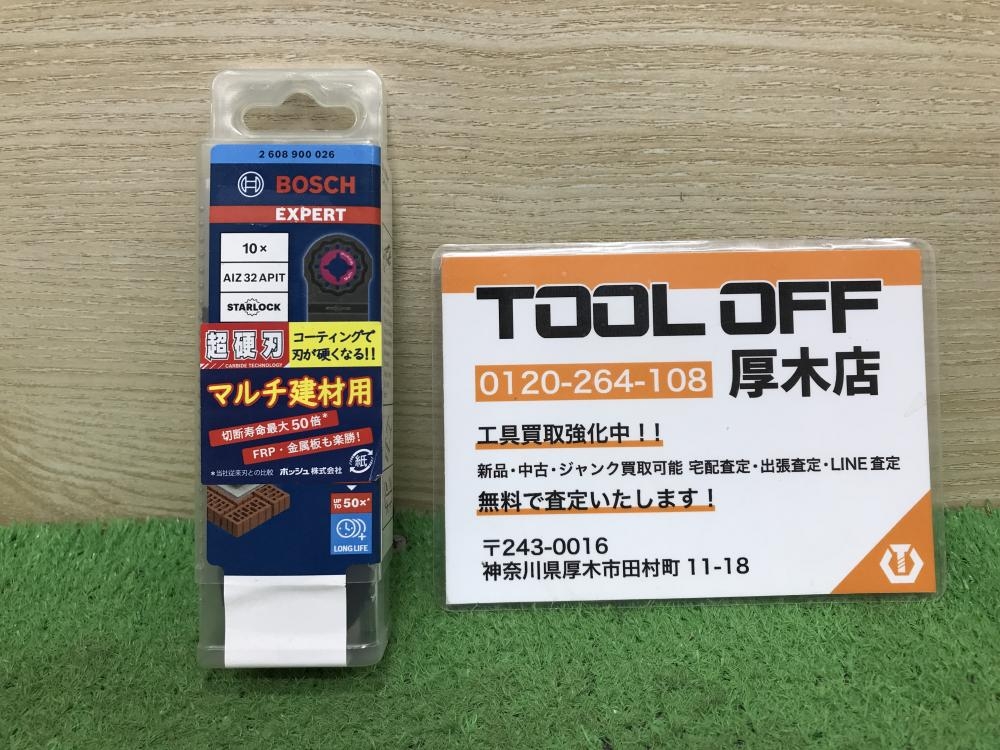 2 608 900 026
BOSCH
EXPERT
10×
AIZ 32 APIT
STARLOCK
超硬刃
CARBIDE TECHNOLOGY
コーティングで
刃が硬くなる!!
マルチ建材用
切断寿命最大50倍*
FRP・金属板も楽勝!
*当社従来刃との比較 ボッシュ株式会社
紙
UP TO 50×*
LONG LIFE
TOOL OFF
0120-264-108 厚木店
工具買取強化中!!
新品・中古・ジャンク買取可能 宅配査定・出張査定・LINE査定
無料で査定いたします!
〒243-0016
神奈川県厚木市田村町 11-18